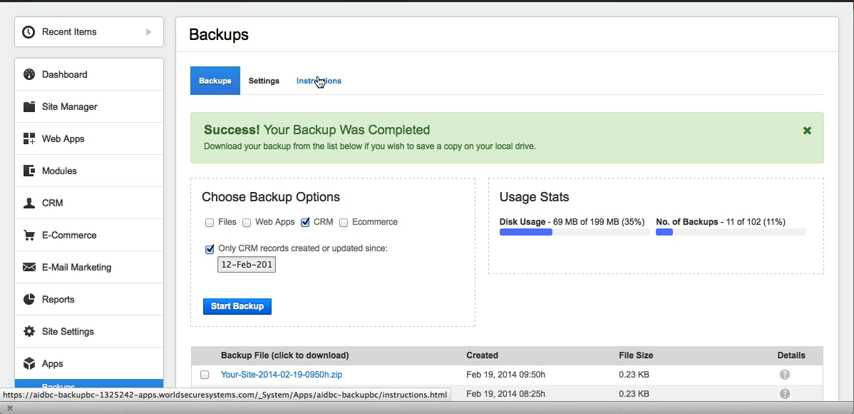 Recent Items
Dashboard
Site Manager
Web Apps
Modules
CRM
E-Commerce
E-Mail Marketing
Reports
Site Settings
Apps
Backups
Backups
Backups Settings Instructions
Success! Your Backup Was Completed
Download your backup from the list below if you wish to save a copy on your local drive.
Choose Backup Options
Files Web Apps CRM Ecommerce
Only CRM records created or updated since:
12-Feb-201
Start Backup
Usage Stats
Disk Usage - 69 MB of 199 MB (35%) No. of Backups - 11 of 102 (11%)
Backup File (click to download) Created File Size Details
Your-Site-2014-02-19-0950h.zip Feb 19, 2014 09:50h 0.23 KB ?
Feb 19, 2014 08:25h 0.23 KB ?
https://aidbc-backupbc-1325242-apps.worldsecuresystems.com/_System/Apps/aidbc-backupbc/instructions.html